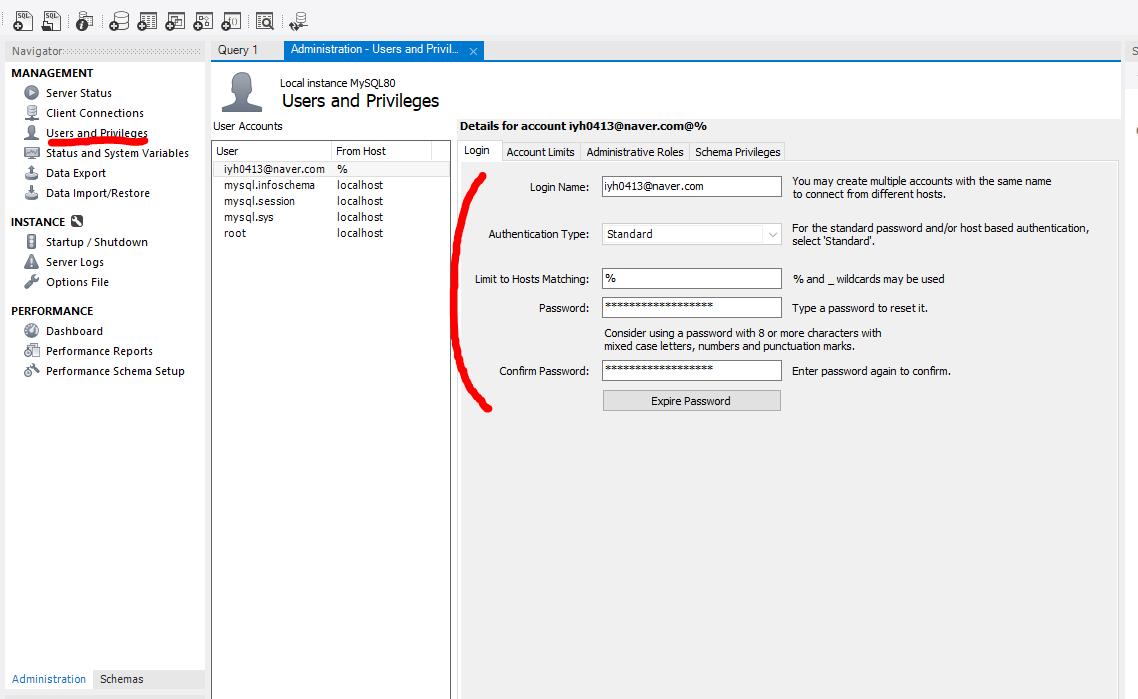 Navigator
MANAGEMENT
Server Status
Client Connections
Users and Privileges
Status and System Variables
Data Export
Data Import/Restore
INSTANCE
Startup / Shutdown
Server Logs
Options File
PERFORMANCE
Dashboard
Performance Reports
Performance Schema Setup
Administration Schemas
Query 1 Administration - Users and Privil...
Local instance MySQL80
Users and Privileges
User Accounts
User From Host
iyh0413@naver.com %
mysql.infoschema localhost
mysql.session localhost
mysql.sys localhost
root localhost
Details for account iyh0413@naver.com@%
Login Account Limits Administrative Roles Schema Privileges
Login Name: iyh0413@naver.com You may create multiple accounts with the same name
to connect from different hosts.
Authentication Type: Standard For the standard password and/or host based authentication,
select 'Standard'.
Limit to Hosts Matching: % % and _ wildcards may be used
Password: ****************** Type a password to reset it.
Consider using a password with 8 or more characters with
mixed case letters, numbers and punctuation marks.
Confirm Password: ****************** Enter password again to confirm.
Expire Password